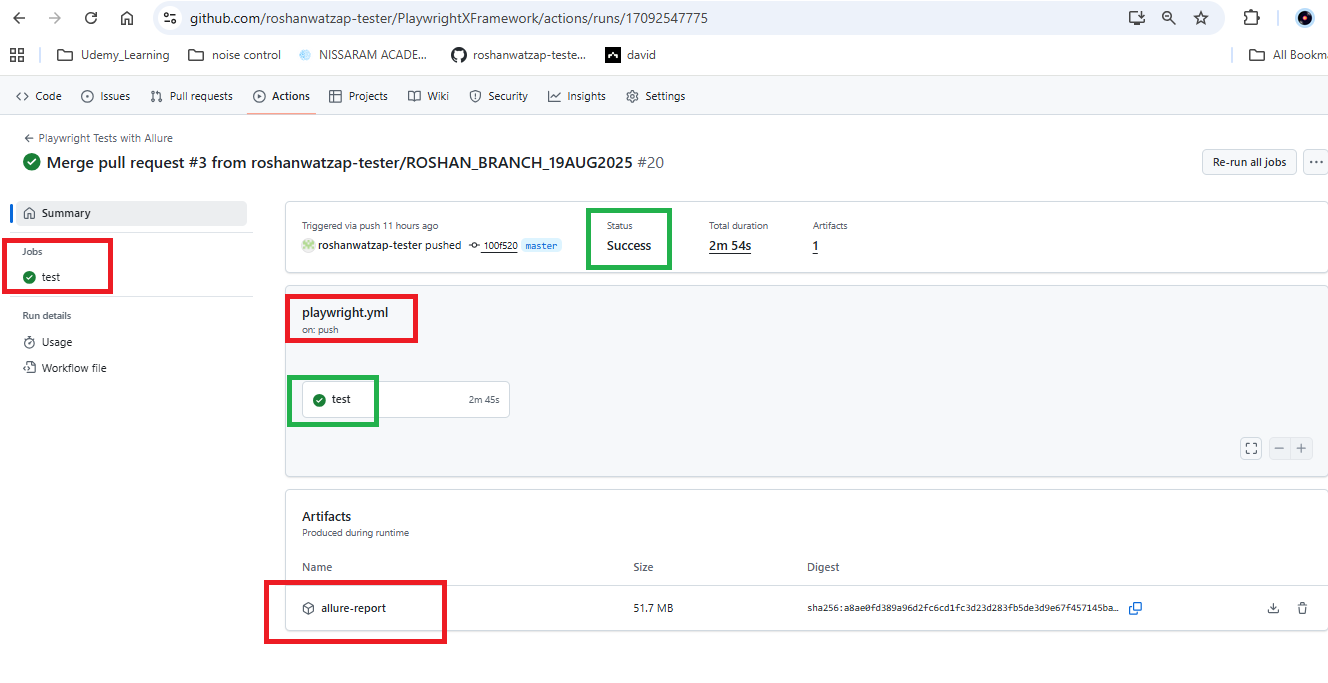 github.com/roshanwatzap-tester/PlaywrightXFramework/actions/runs/17092547775
Udemy_Learning noise control NISSARAM ACADE... roshanwatzap-teste... david All Bookm
Code Issues Pull requests Actions Projects Wiki Security Insights Settings
← Playwright Tests with Allure
Merge pull request #3 from roshanwatzap-tester/ROSHAN_BRANCH_19AUG2025 #20
Re-run all jobs
Summary
Jobs
test
Run details
Usage
Workflow file
Triggered via push 11 hours ago Status Total duration Artifacts
roshanwatzap-tester pushed 100f520 master Success 2m 54s 1
playwright.yml
on: push
test 2m 45s
Artifacts
Produced during runtime
Name Size Digest
allure-report 51.7 MB sha256:a8ae0fd389a96d2fc6cd1fc3d23d283fb5de3d9e67f457145ba…